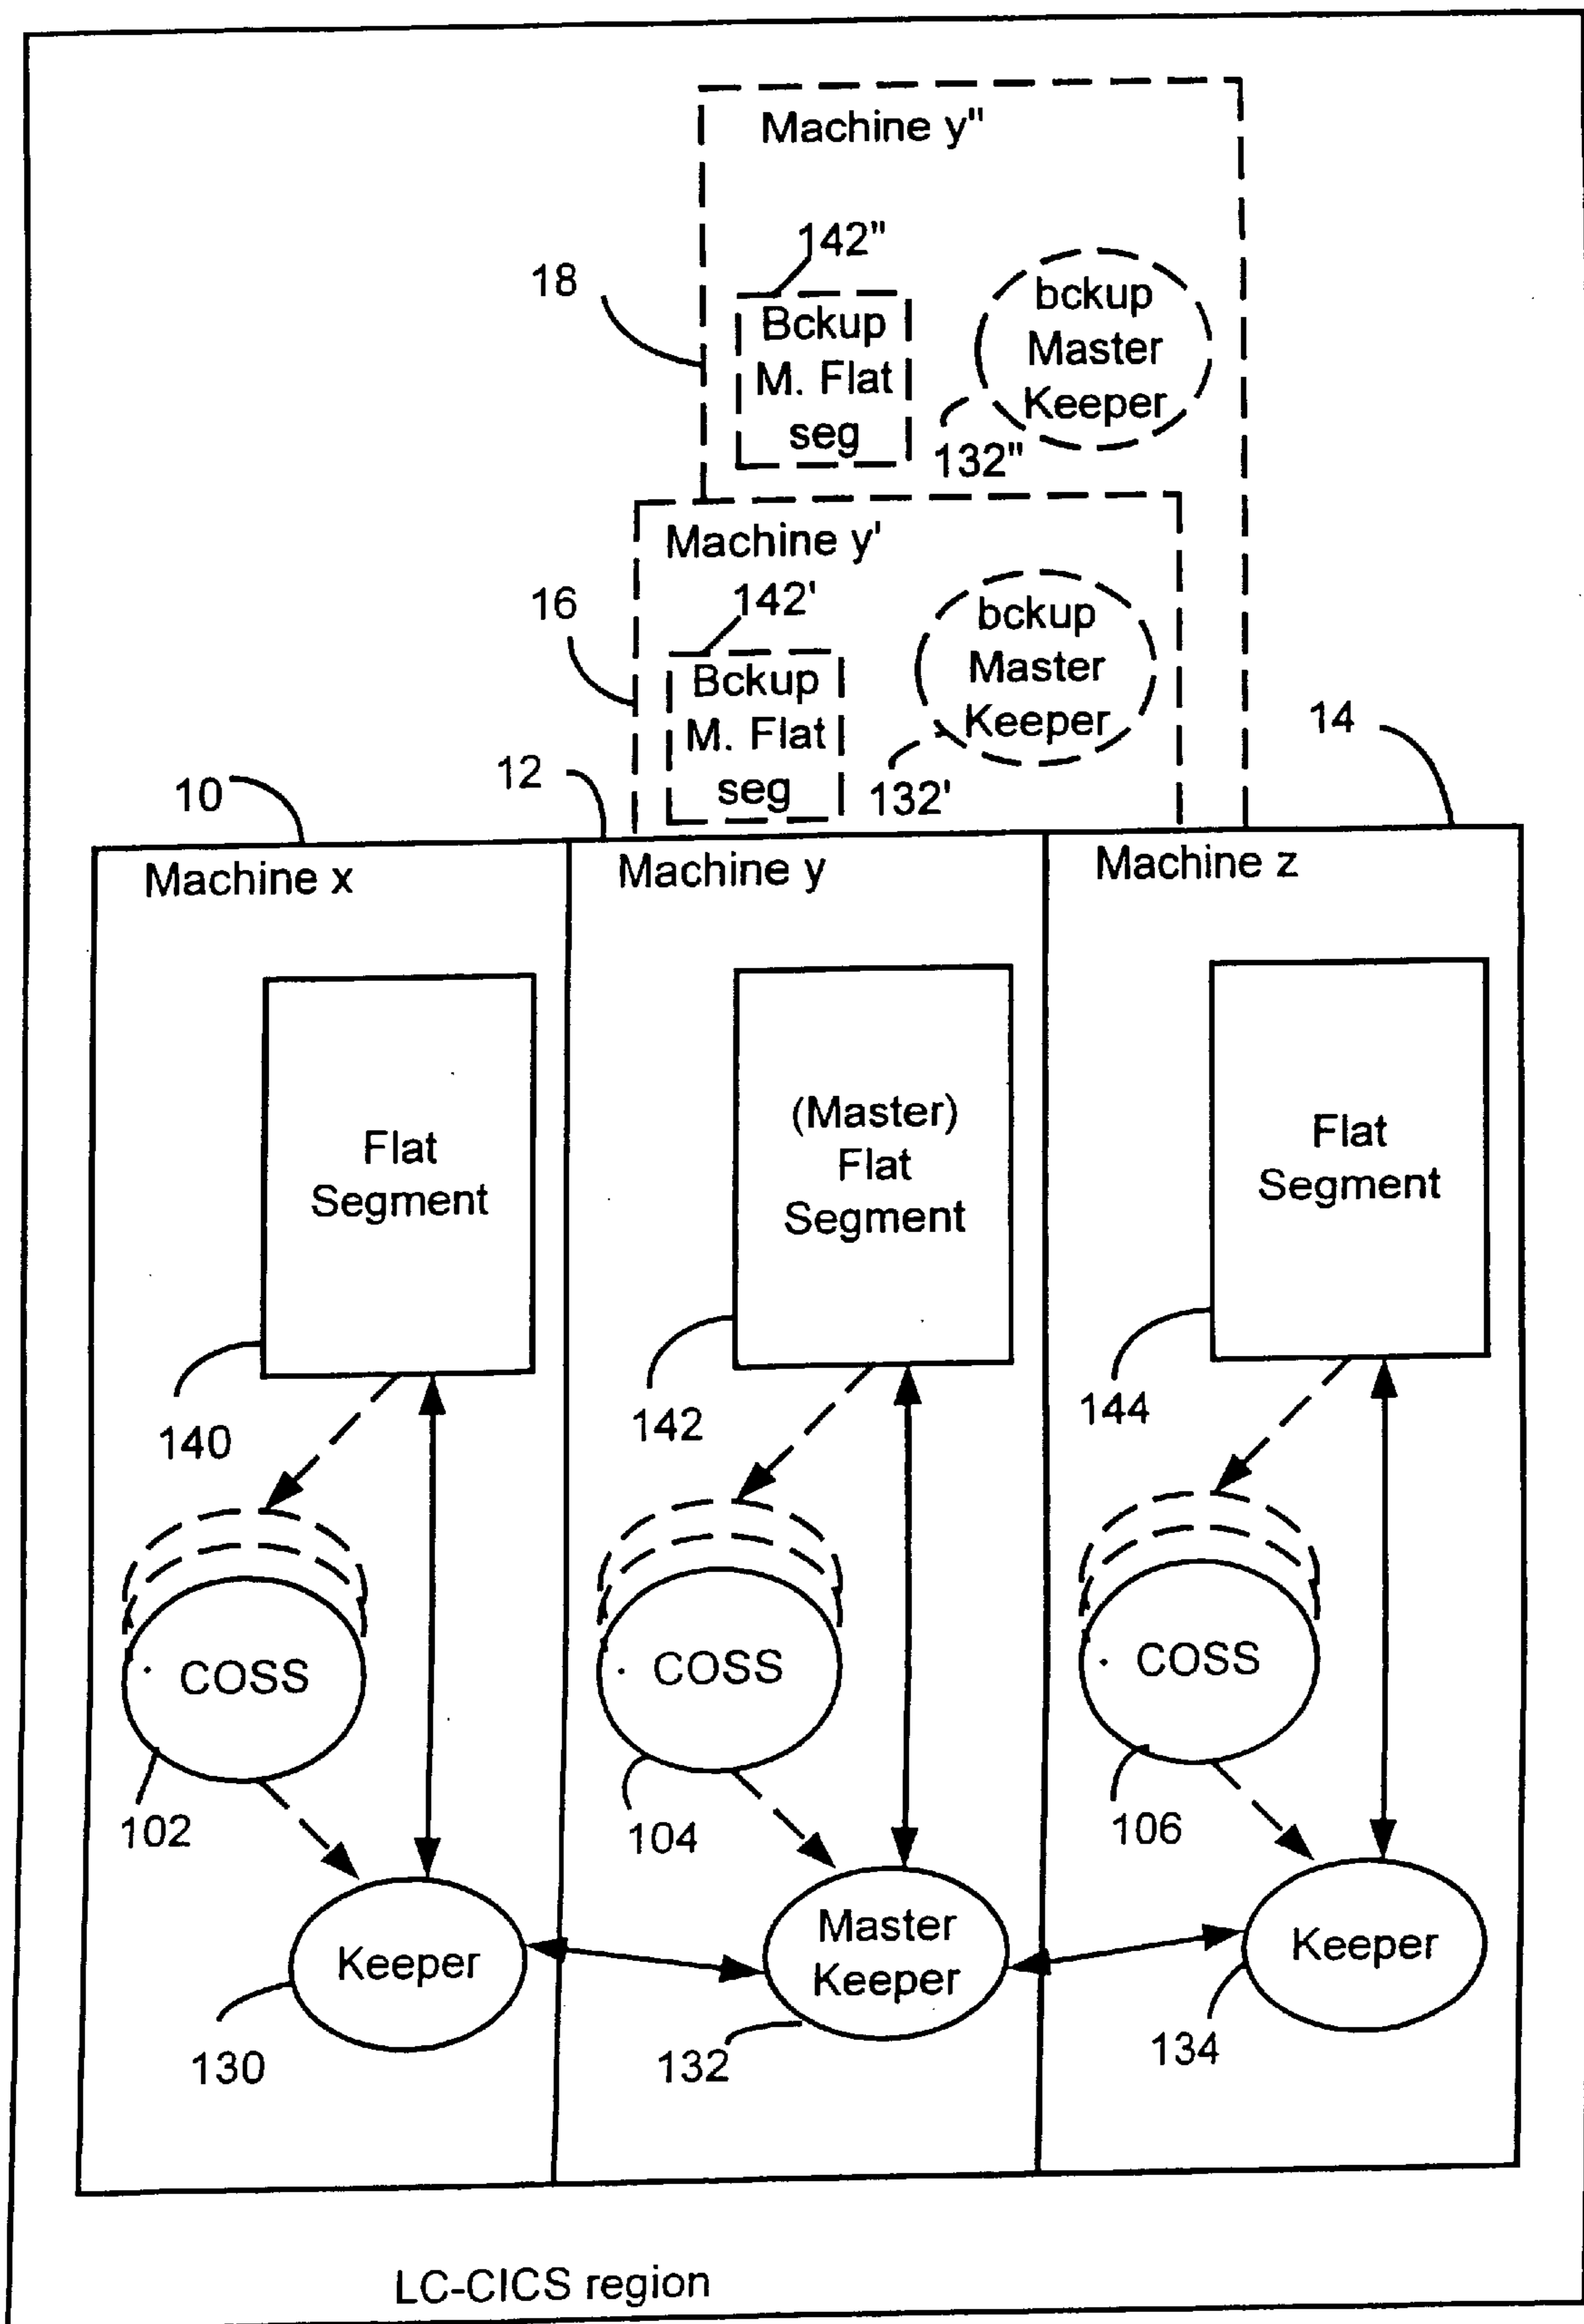 Machine y"
142"
18
bckup
Master
Keeper
Bckup
M. Flat
seg
132"
Machine y'
142'
16
bckup
Master
Keeper
Bckup
M. Flat
seg
132'
10
12
14
Machine x
Machine y
Machine z
Flat
Segment
(Master)
Flat
Segment
Flat
Segment
140
142
144
COSS
COSS
COSS
102
104
106
Keeper
Master
Keeper
Keeper
130
132
134
LC-CICS region